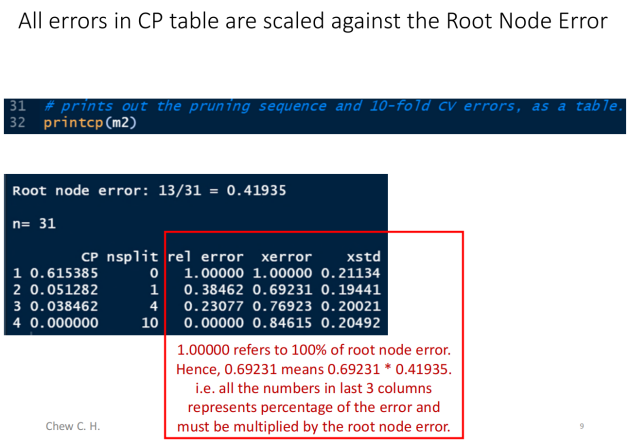 All errors in CP table are scaled against the Root Node Error
31 # prints out the pruning sequence and 10-fold CV errors, as a table.
32 printcp(m2)
Root node error: 13/31 = 0.41935
n= 31
CP nsplit rel error xerror xstd
1 0.615385 0 1.00000 1.00000 0.21134
2 0.051282 1 0.38462 0.69231 0.19441
3 0.038462 4 0.23077 0.76923 0.20021
4 0.000000 10 0.00000 0.84615 0.20492
1.00000 refers to 100% of root node error.
Hence, 0.69231 means 0.69231 * 0.41935.
i.e. all the numbers in last 3 columns
represents percentage of the error and
must be multiplied by the root node error.
Chew C. H.
9